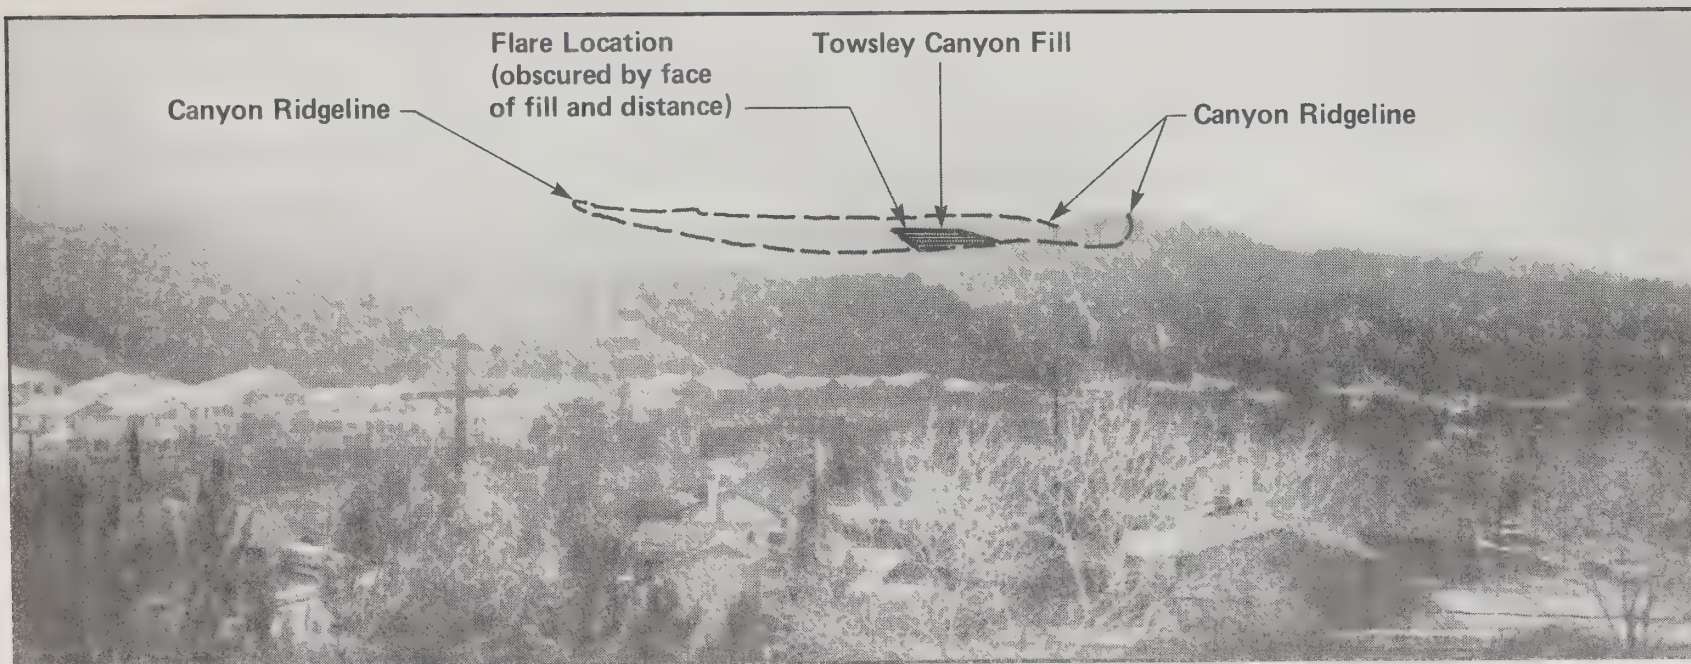 Flare Location
(obscured by face
of fill and distance)
Towsley Canyon Fill
Canyon Ridgeline
Canyon Ridgeline